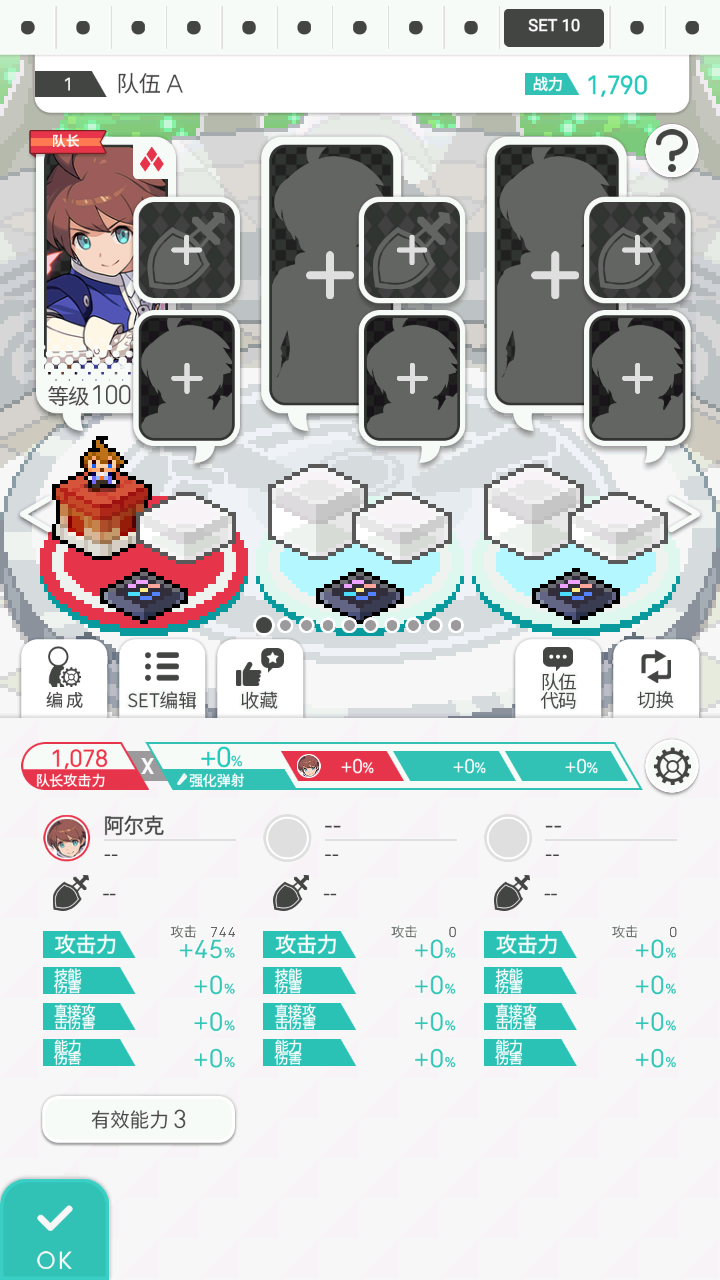 SET 10
1 队伍 A 战力 1,790
队长
?
等级100
编成 SET编辑 收藏 队伍代码 切换
1,078 X +0%
队长攻击力 强化弹射 +0% +0% +0%
阿尔克 -- --
-- -- --
-- -- --
攻击 744 攻击 0 攻击 0
攻击力 +45% 攻击力 +0% 攻击力 +0%
技能伤害 +0% 技能伤害 +0% 技能伤害 +0%
直接攻击伤害 +0% 直接攻击伤害 +0% 直接攻击伤害 +0%
能力伤害 +0% 能力伤害 +0% 能力伤害 +0%
有效能力 3
OK